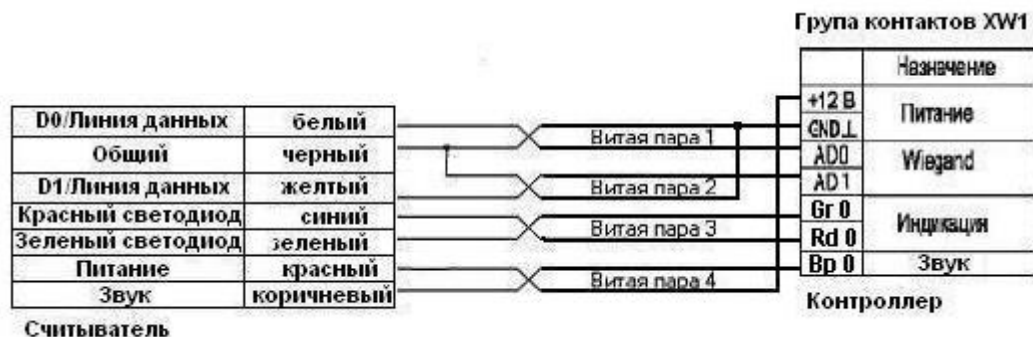 Група контактов XW1
Назначение
+12 В
Питание
GND⊥
AD0
Wiegand
AD1
Gr 0
Индикация
Rd 0
Bp 0
Звук
Контроллер
D0/Линия данных белый
Общий черный
D1/Линия данных желтый
Красный светодиод синий
Зеленый светодиод зеленый
Питание красный
Звук коричневый
Считыватель
Витая пара 1
Витая пара 2
Витая пара 3
Витая пара 4